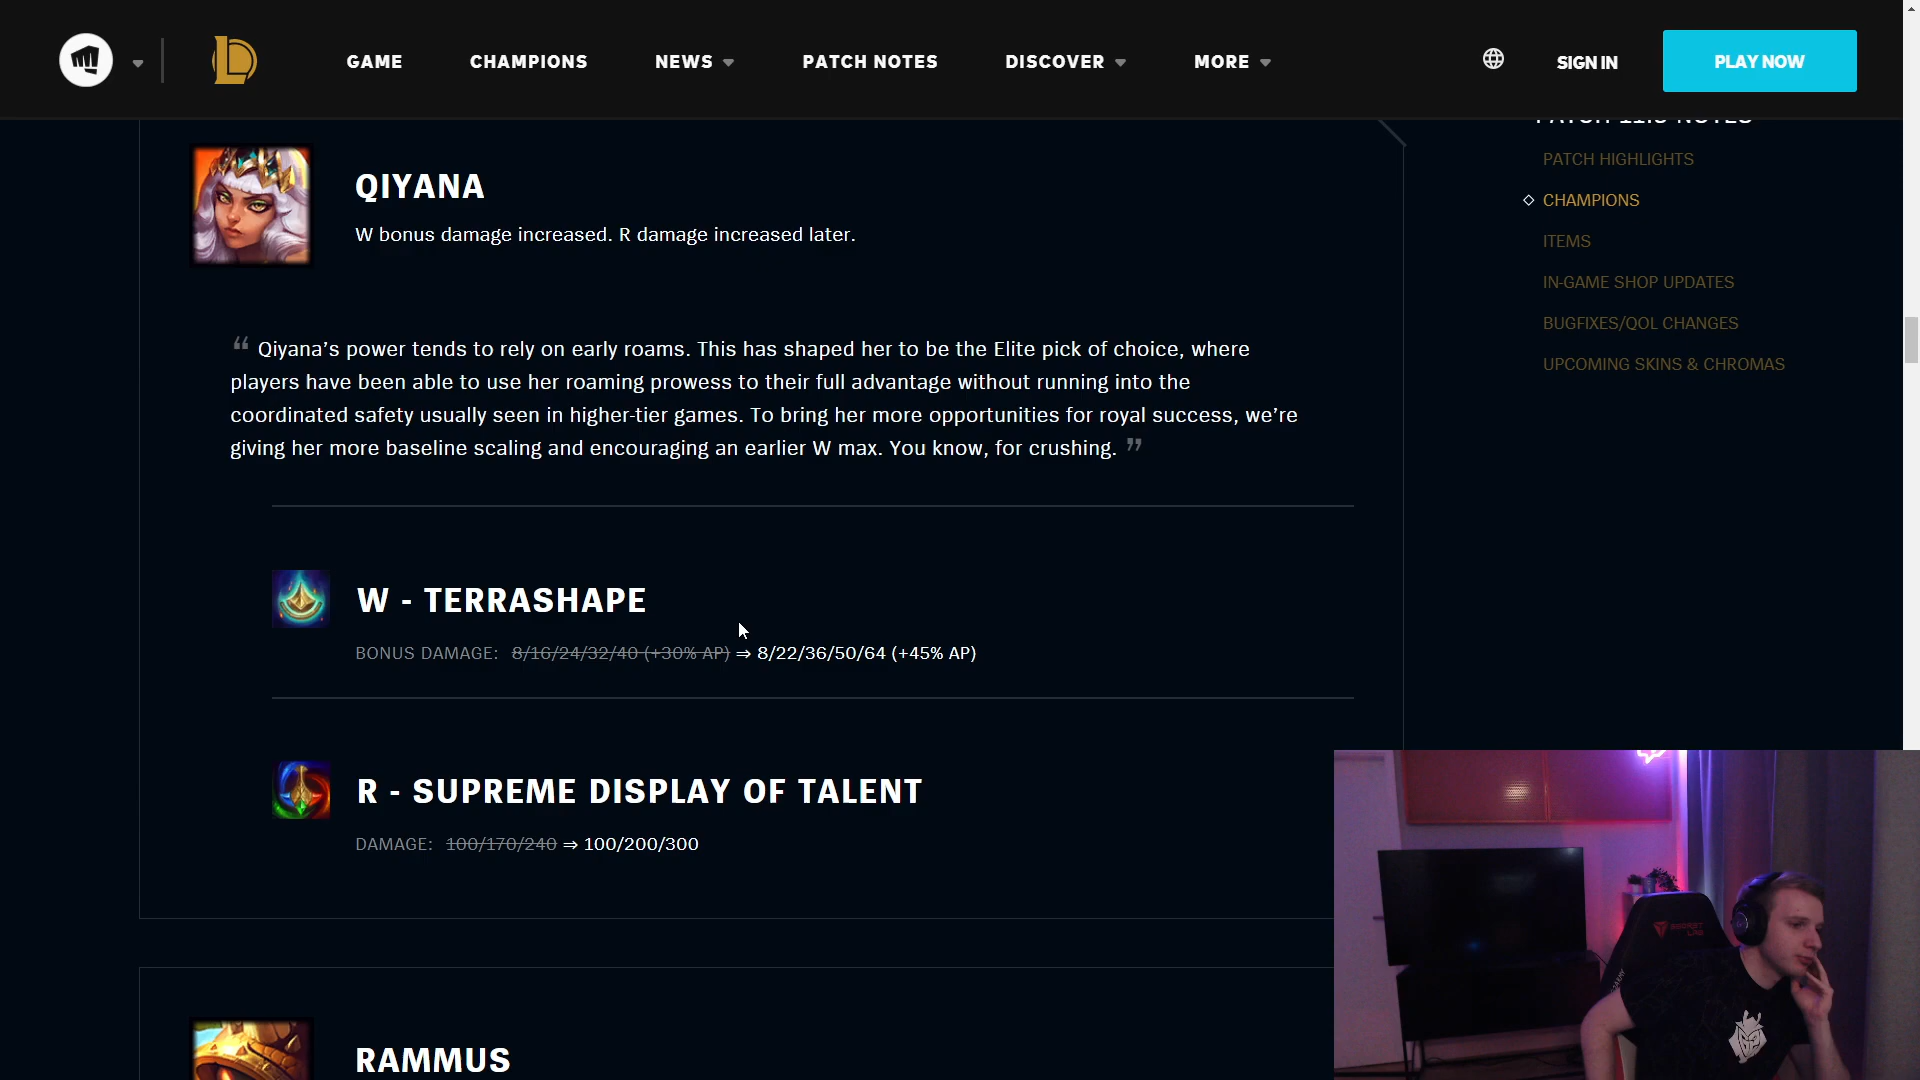 GAME
CHAMPIONS
NEWS
PATCH NOTES
DISCOVER
MORE
SIGN IN
PLAY NOW
QIYANA
W bonus damage increased. R damage increased later.
“ Qiyana’s power tends to rely on early roams. This has shaped her to be the Elite pick of choice, where
players have been able to use her roaming prowess to their full advantage without running into the
coordinated safety usually seen in higher-tier games. To bring her more opportunities for royal success, we’re
giving her more baseline scaling and encouraging an earlier W max. You know, for crushing. ”
W - TERRASHAPE
BONUS DAMAGE: 8/16/24/32/40 (+30% AP) ⇒ 8/22/36/50/64 (+45% AP)
R - SUPREME DISPLAY OF TALENT
DAMAGE: 100/170/240 ⇒ 100/200/300
RAMMUS
PATCH HIGHLIGHTS
CHAMPIONS
ITEMS
IN-GAME SHOP UPDATES
BUGFIXES/QOL CHANGES
UPCOMING SKINS & CHROMAS